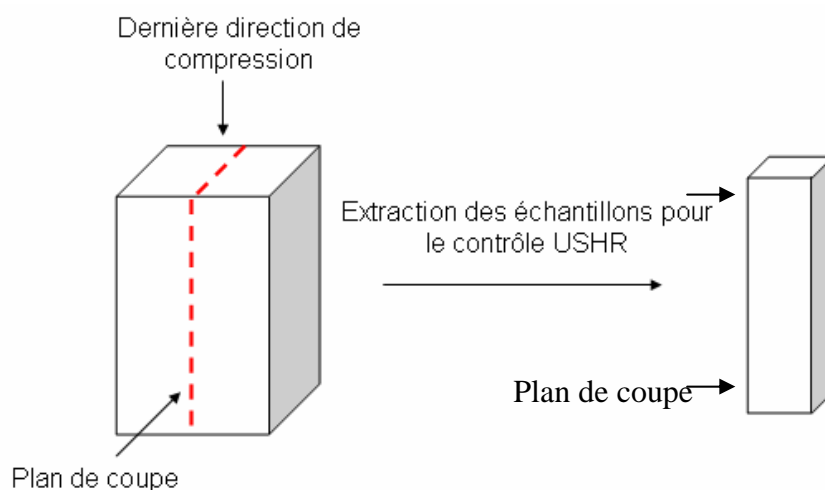 Dernière direction de
compression
Extraction des échantillons pour
le contrôle USHR
Plan de coupe
Plan de coupe